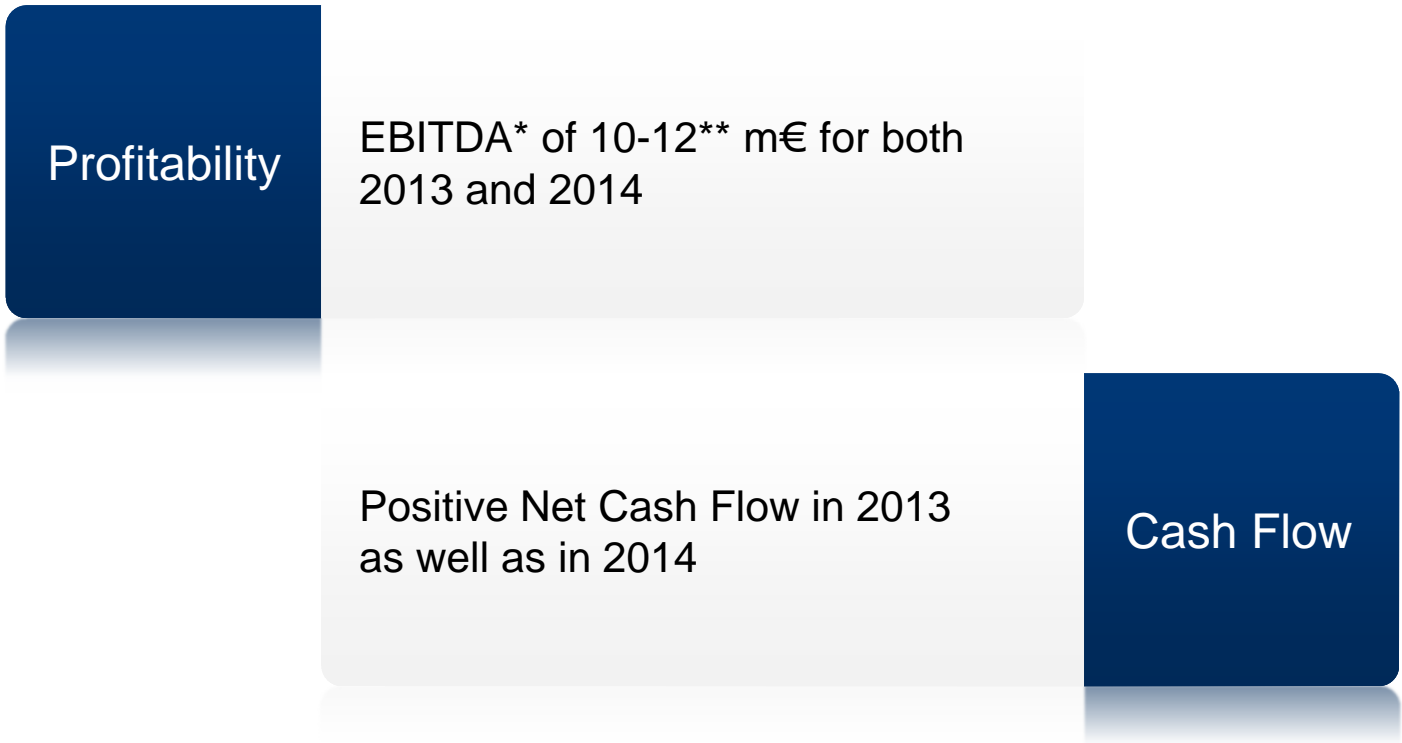 Profitability
EBITDA* of 10-12** m€ for both
2013 and 2014
Positive Net Cash Flow in 2013
as well as in 2014
Cash Flow